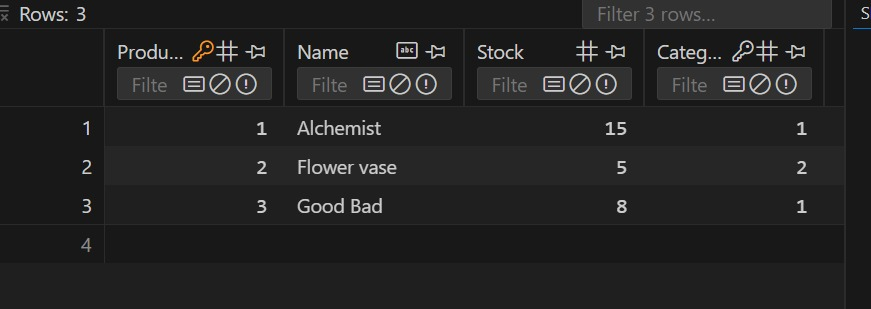 Rows: 3 Filter 3 rows... S
Produ... Name abc Stock Categ...
Filte Filte Filte Filte
1 1 Alchemist 15 1
2 2 Flower vase 5 2
3 3 Good Bad 8 1
4